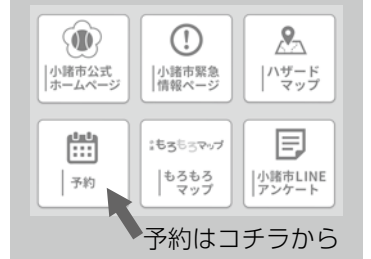 小諸市公式
ホームページ
小諸市緊急
情報ページ
ハザード
マップ
予約
:もろもろマップ
もろもろ
マップ
小諸市LINE
アンケート
予約はコチラから